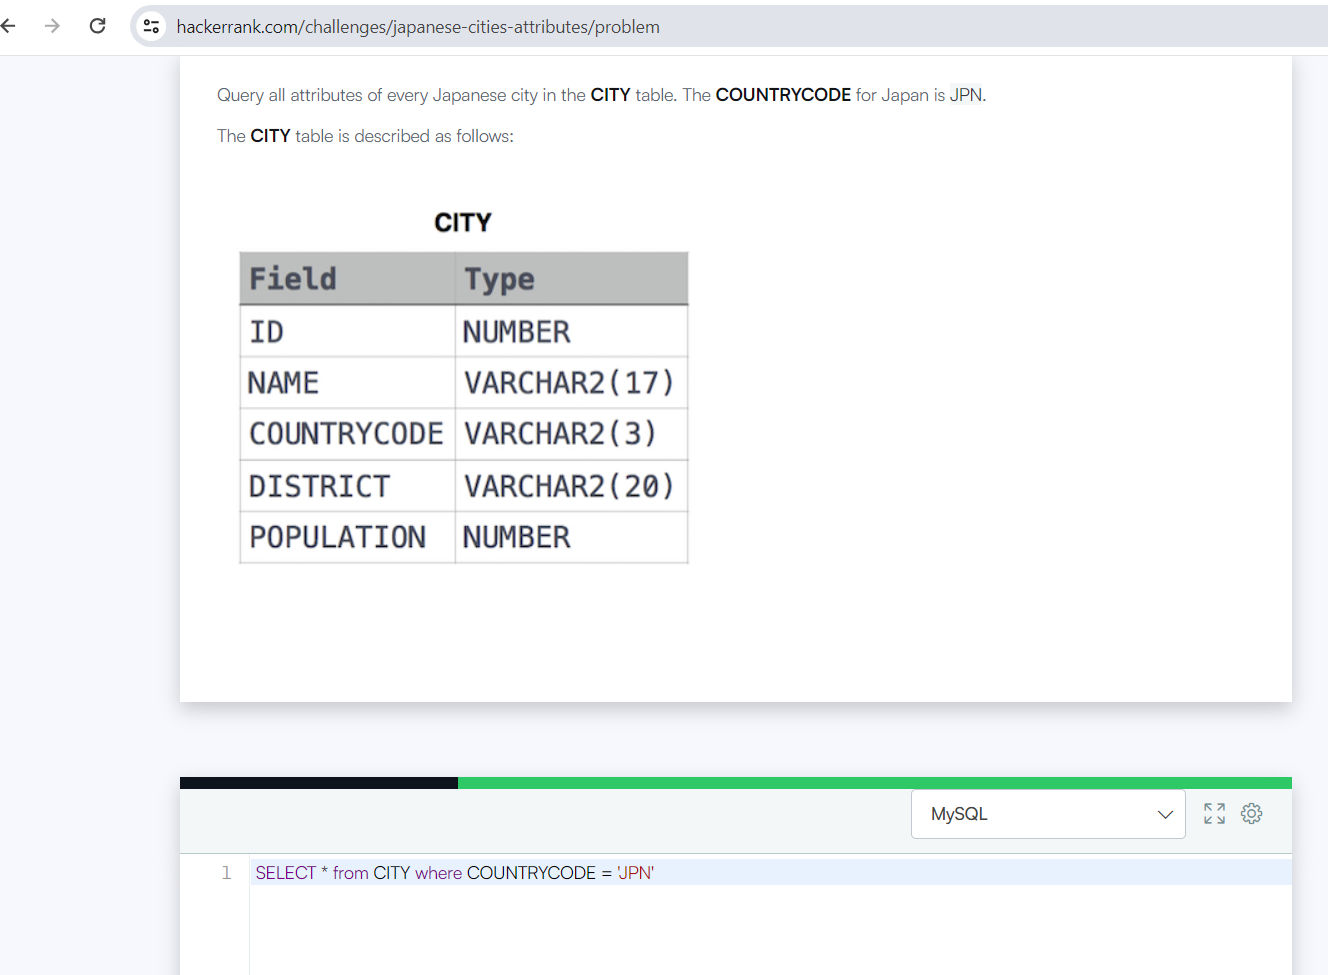 hackerrank.com/challenges/japanese-cities-attributes/problem
Query all attributes of every Japanese city in the CITY table. The COUNTRYCODE for Japan is JPN.
The CITY table is described as follows:
CITY
Field Type
ID NUMBER
NAME VARCHAR2(17)
COUNTRYCODE VARCHAR2(3)
DISTRICT VARCHAR2(20)
POPULATION NUMBER
MySQL
1 SELECT * from CITY where COUNTRYCODE = 'JPN'